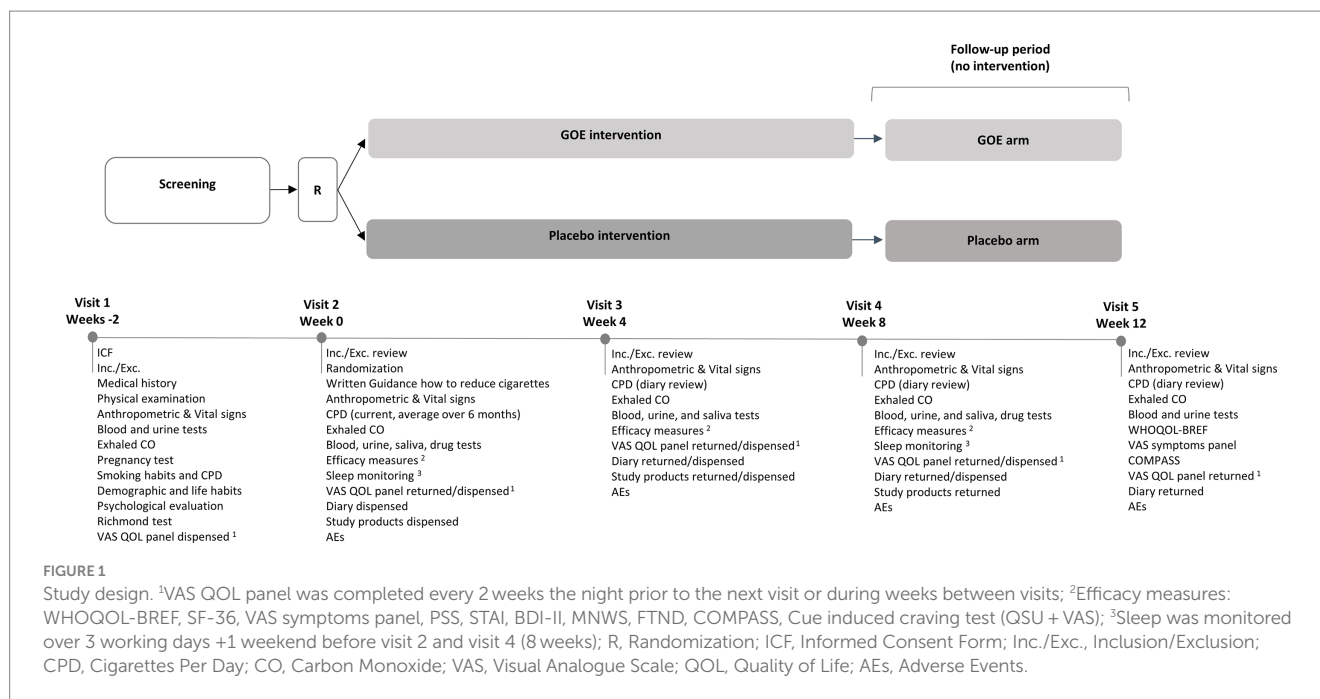 Follow-up period
(no intervention)
GOE intervention
GOE arm
Screening
R
Placebo intervention
Placebo arm
Visit 1
Weeks -2
Visit 2
Week 0
Visit 3
Week 4
Visit 4
Week 8
Visit 5
Week 12
ICF
Inc./Exc.
Medical history
Physical examination
Anthropometric & Vital signs
Blood and urine tests
Exhaled CO
Pregnancy test
Smoking habits and CPD
Demographic and life habits
Psychological evaluation
Richmond test
VAS QOL panel dispensed 1
Inc./Exc. review
Randomization
Written Guidance how to reduce cigarettes
Anthropometric & Vital signs
CPD (current, average over 6 months)
Exhaled CO
Blood, urine, saliva, drug tests
Efficacy measures 2
Sleep monitoring 3
VAS QOL panel returned/dispensed1
Diary dispensed
Study products dispensed
AEs
Inc./Exc. review
Anthropometric & Vital signs
CPD (diary review)
Exhaled CO
Blood, urine, and saliva tests
Efficacy measures 2
VAS QOL panel returned/dispensed1
Diary returned/dispensed
Study products returned/dispensed
AEs
Inc./Exc. review
Anthropometric & Vital signs
CPD (diary review)
Exhaled CO
Blood, urine, and saliva, drug tests
Efficacy measures 2
Sleep monitoring 3
VAS QOL panel returned/dispensed1
Diary returned/dispensed
Study products returned
AEs
Inc./Exc. review
Anthropometric & Vital signs
CPD (diary review)
Exhaled CO
Blood and urine tests
WHOQOL-BREF
VAS symptoms panel
COMPASS
VAS QOL panel returned 1
Diary returned
AEs
FIGURE 1
Study design. 1VAS QOL panel was completed every 2 weeks the night prior to the next visit or during weeks between visits; 2Efficacy measures:
WHOQOL-BREF, SF-36, VAS symptoms panel, PSS, STAI, BDI-II, MNWS, FTND, COMPASS, Cue induced craving test (QSU + VAS); 3Sleep was monitored
over 3 working days +1 weekend before visit 2 and visit 4 (8 weeks); R, Randomization; ICF, Informed Consent Form; Inc./Exc., Inclusion/Exclusion;
CPD, Cigarettes Per Day; CO, Carbon Monoxide; VAS, Visual Analogue Scale; QOL, Quality of Life; AEs, Adverse Events.